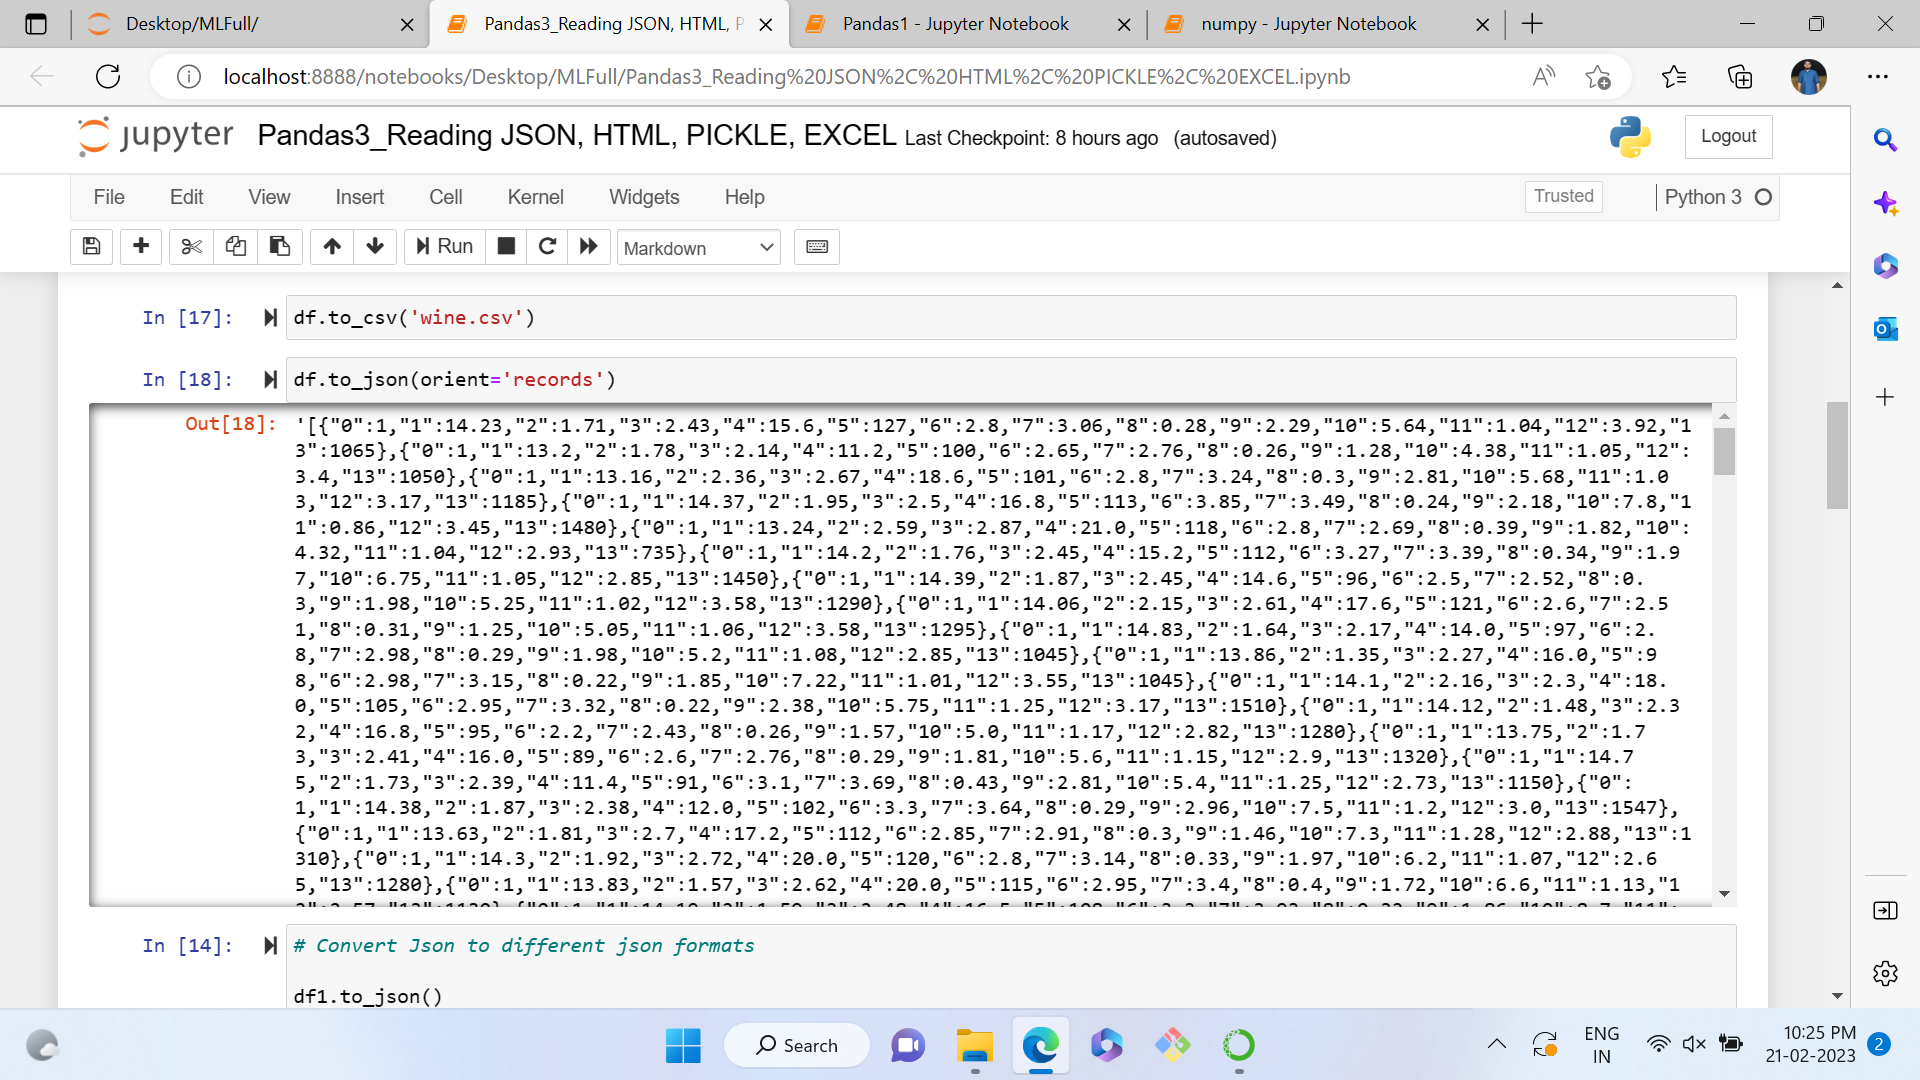 Desktop/MLFull/
Pandas3_Reading JSON, HTML, P
Pandas1 - Jupyter Notebook
numpy - Jupyter Notebook
localhost:8888/notebooks/Desktop/MLFull/Pandas3_Reading%20JSON%2C%20HTML%2C%20PICKLE%2C%20EXCEL.ipynb
jupyter Pandas3_Reading JSON, HTML, PICKLE, EXCEL Last Checkpoint: 8 hours ago (autosaved)
Logout
File Edit View Insert Cell Kernel Widgets Help
Trusted
Python 3
Run
Markdown
In [17]: df.to_csv('wine.csv')
In [18]: df.to_json(orient='records')
Out[18]: '[{"0":1,"1":14.23,"2":1.71,"3":2.43,"4":15.6,"5":127,"6":2.8,"7":3.06,"8":0.28,"9":2.29,"10":5.64,"11":1.04,"12":3.92,"1
3":1065},{"0":1,"1":13.2,"2":1.78,"3":2.14,"4":11.2,"5":100,"6":2.65,"7":2.76,"8":0.26,"9":1.28,"10":4.38,"11":1.05,"12":
3.4,"13":1050},{"0":1,"1":13.16,"2":2.36,"3":2.67,"4":18.6,"5":101,"6":2.8,"7":3.24,"8":0.3,"9":2.81,"10":5.68,"11":1.0
3,"12":3.17,"13":1185},{"0":1,"1":14.37,"2":1.95,"3":2.5,"4":16.8,"5":113,"6":3.85,"7":3.49,"8":0.24,"9":2.18,"10":7.8,"1
1":0.86,"12":3.45,"13":1480},{"0":1,"1":13.24,"2":2.59,"3":2.87,"4":21.0,"5":118,"6":2.8,"7":2.69,"8":0.39,"9":1.82,"10":
4.32,"11":1.04,"12":2.93,"13":735},{"0":1,"1":14.2,"2":1.76,"3":2.45,"4":15.2,"5":112,"6":3.27,"7":3.39,"8":0.34,"9":1.9
7,"10":6.75,"11":1.05,"12":2.85,"13":1450},{"0":1,"1":14.39,"2":1.87,"3":2.45,"4":14.6,"5":96,"6":2.5,"7":2.52,"8":0.
3,"9":1.98,"10":5.25,"11":1.02,"12":3.58,"13":1290},{"0":1,"1":14.06,"2":2.15,"3":2.61,"4":17.6,"5":121,"6":2.6,"7":2.5
1,"8":0.31,"9":1.25,"10":5.05,"11":1.06,"12":3.58,"13":1295},{"0":1,"1":14.83,"2":1.64,"3":2.17,"4":14.0,"5":97,"6":2.
8,"7":2.98,"8":0.29,"9":1.98,"10":5.2,"11":1.08,"12":2.85,"13":1045},{"0":1,"1":13.86,"2":1.35,"3":2.27,"4":16.0,"5":9
8,"6":2.98,"7":3.15,"8":0.22,"9":1.85,"10":7.22,"11":1.01,"12":3.55,"13":1045},{"0":1,"1":14.1,"2":2.16,"3":2.3,"4":18.
0,"5":105,"6":2.95,"7":3.32,"8":0.22,"9":2.38,"10":5.75,"11":1.25,"12":3.17,"13":1510},{"0":1,"1":14.12,"2":1.48,"3":2.3
2,"4":16.8,"5":95,"6":2.2,"7":2.43,"8":0.26,"9":1.57,"10":5.0,"11":1.17,"12":2.82,"13":1280},{"0":1,"1":13.75,"2":1.7
3,"3":2.41,"4":16.0,"5":89,"6":2.6,"7":2.76,"8":0.29,"9":1.81,"10":5.6,"11":1.15,"12":2.9,"13":1320},{"0":1,"1":14.7
5,"2":1.73,"3":2.39,"4":11.4,"5":91,"6":3.1,"7":3.69,"8":0.43,"9":2.81,"10":5.4,"11":1.25,"12":2.73,"13":1150},{"0":
1,"1":14.38,"2":1.87,"3":2.38,"4":12.0,"5":102,"6":3.3,"7":3.64,"8":0.29,"9":2.96,"10":7.5,"11":1.2,"12":3.0,"13":1547},
{"0":1,"1":13.63,"2":1.81,"3":2.7,"4":17.2,"5":112,"6":2.85,"7":2.91,"8":0.3,"9":1.46,"10":7.3,"11":1.28,"12":2.88,"13":1
310},{"0":1,"1":14.3,"2":1.92,"3":2.72,"4":20.0,"5":120,"6":2.8,"7":3.14,"8":0.33,"9":1.97,"10":6.2,"11":1.07,"12":2.6
5,"13":1280},{"0":1,"1":13.83,"2":1.57,"3":2.62,"4":20.0,"5":115,"6":2.95,"7":3.4,"8":0.4,"9":1.72,"10":6.6,"11":1.13,"1
In [14]: # Convert Json to different json formats
df1.to_json()
Search
ENG
IN
10:25 PM
21-02-2023
2